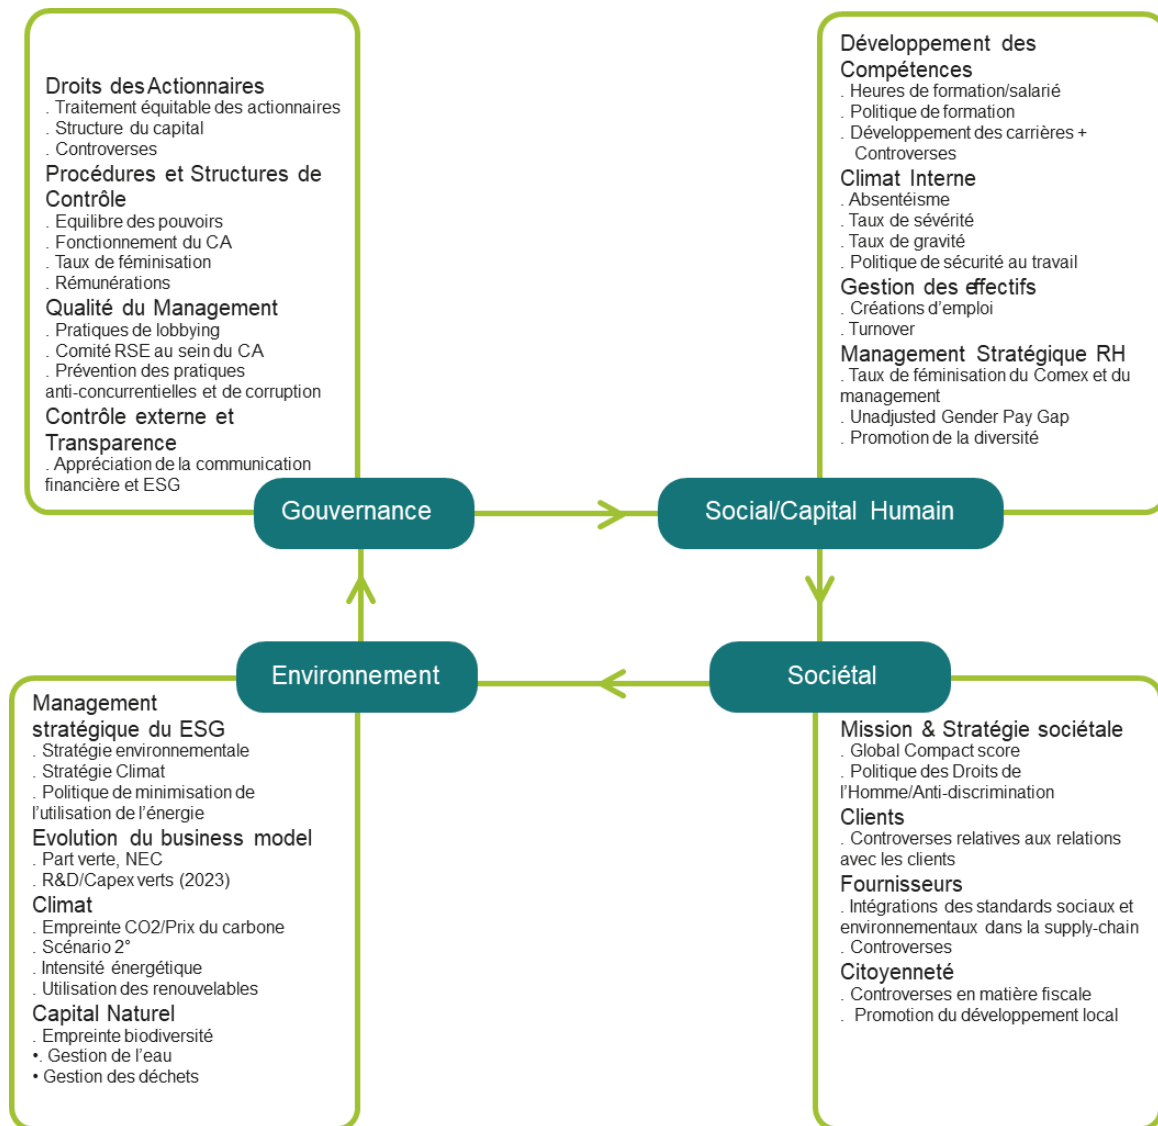 Droits des Actionnaires
. Traitement équitable des actionnaires
. Structure du capital
. Controverses
Procédures et Structures de
Contrôle
. Equilibre des pouvoirs
. Fonctionnement du CA
. Taux de féminisation
. Rémunérations
Qualité du Management
. Pratiques de lobbying
. Comité RSE au sein du CA
. Prévention des pratiques
anti-concurrentielles et de corruption
Contrôle externe et
Transparence
. Appréciation de la communication
financière et ESG
Gouvernance
Développement des
Compétences
. Heures de formation/salarié
. Politique de formation
. Développement des carrières +
Controverses
Climat Interne
. Absentéisme
. Taux de sévérité
. Taux de gravité
. Politique de sécurité au travail
Gestion des effectifs
. Créations d'emploi
. Turnover
Management Stratégique RH
. Taux de féminisation du Comex et du
management
. Unadjusted Gender Pay Gap
. Promotion de la diversité
Social/Capital Humain
Environnement
Management
stratégique du ESG
. Stratégie environnementale
. Stratégie Climat
. Politique de minimisation de
l'utilisation de l'énergie
Evolution du business model
. Part verte, NEC
. R&D/Capex verts (2023)
Climat
. Empreinte CO2/Prix du carbone
. Scénario 2°
. Intensité énergétique
. Utilisation des renouvelables
Capital Naturel
. Empreinte biodiversité
•. Gestion de l'eau
• Gestion des déchets
Sociétal
Mission & Stratégie sociétale
. Global Compact score
. Politique des Droits de
l'Homme/Anti-discrimination
Clients
. Controverses relatives aux relations
avec les clients
Fournisseurs
. Intégrations des standards sociaux et
environnementaux dans la supply-chain
. Controverses
Citoyenneté
. Controverses en matière fiscale
. Promotion du développement local